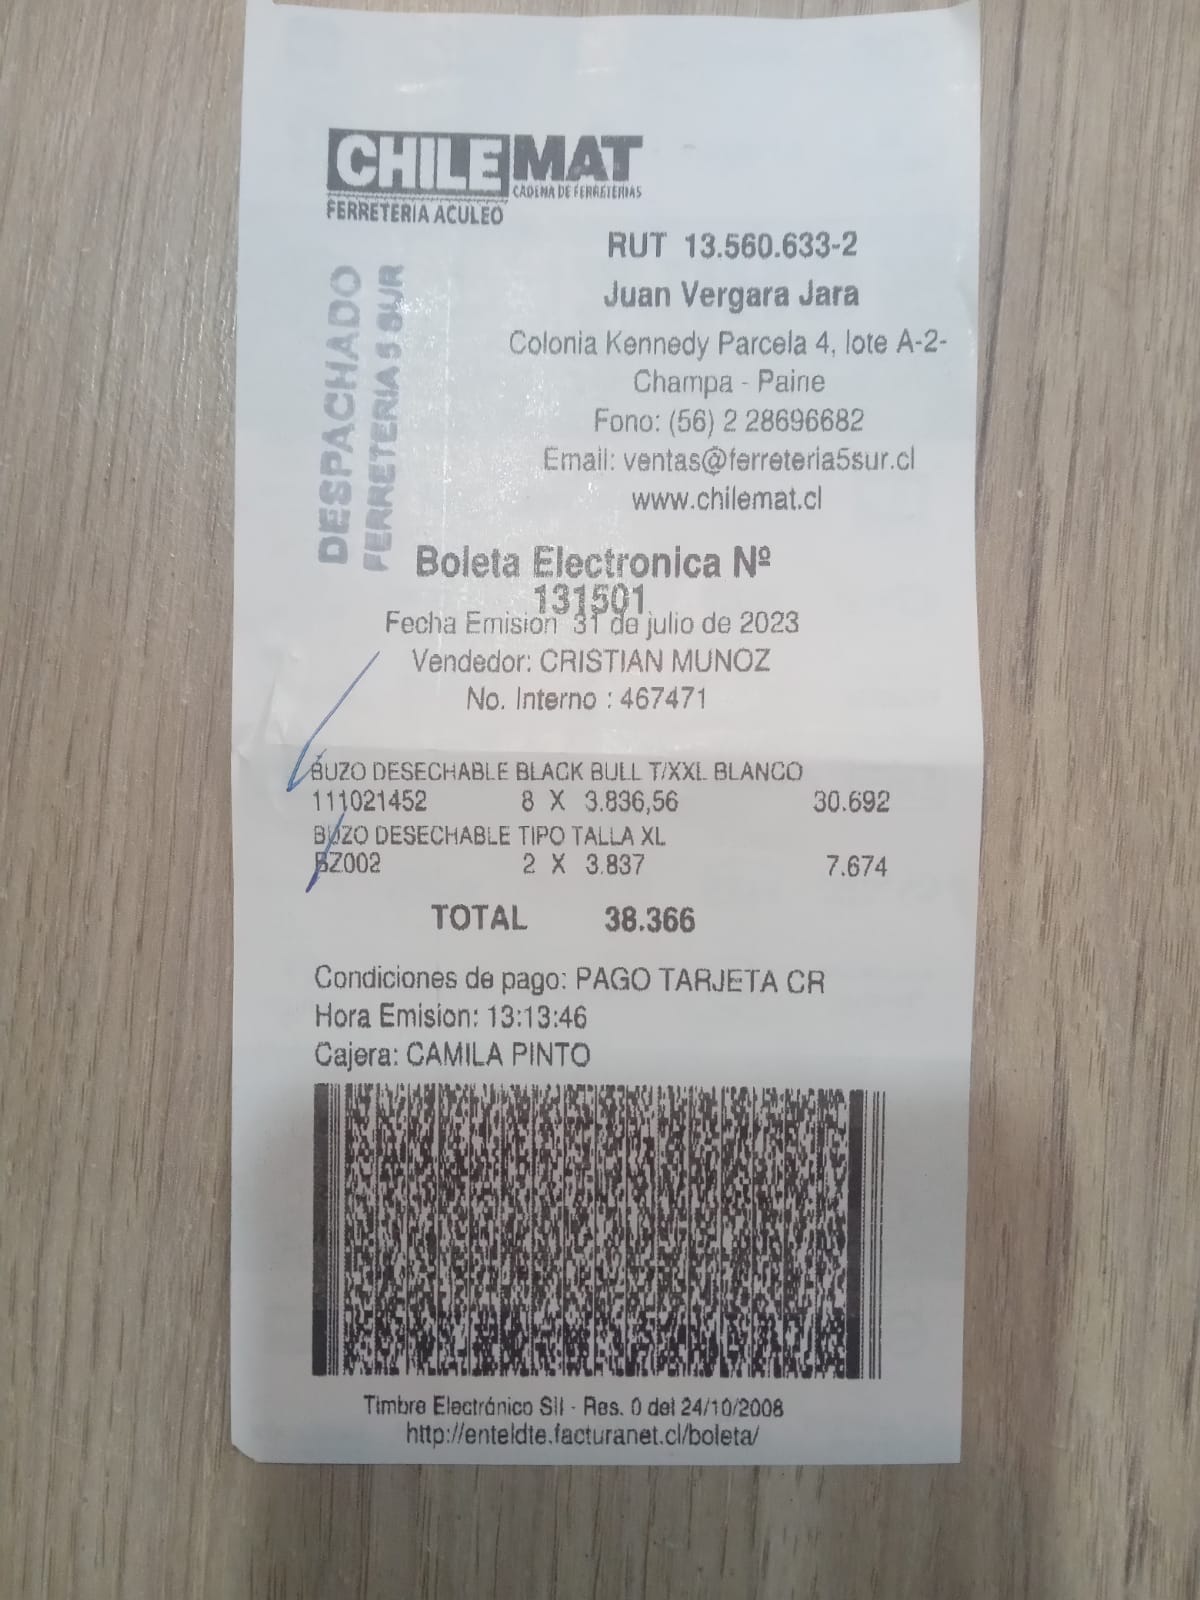 CHILEMAT
CADENA DE FERRETERIAS
FERRETERIA ACULEO
RUT 13.560.633-2
Juan Vergara Jara
Colonia Kennedy Parcela 4, lote A-2-
Champa - Paine
Fono: (56) 2 28696682
Email: ventas@ferreteria5sur.cl
www.chilemat.cl
DESPACHADO
FERRETERIA 5 SUR
Boleta Electronica Nº
131501
Fecha Emision 31 de julio de 2023
Vendedor: CRISTIAN MUNOZ
No. Interno : 467471
BUZO DESECHABLE BLACK BULL T/XXL BLANCO
111021452 8 X 3.836,56 30.692
BUZO DESECHABLE TIPO TALLA XL
BZ002 2 X 3.837 7.674
TOTAL 38.366
Condiciones de pago: PAGO TARJETA CR
Hora Emision: 13:13:46
Cajera: CAMILA PINTO
Timbre Electrónico SII - Res. 0 del 24/10/2008
http://enteldte.facturanet.cl/boleta/